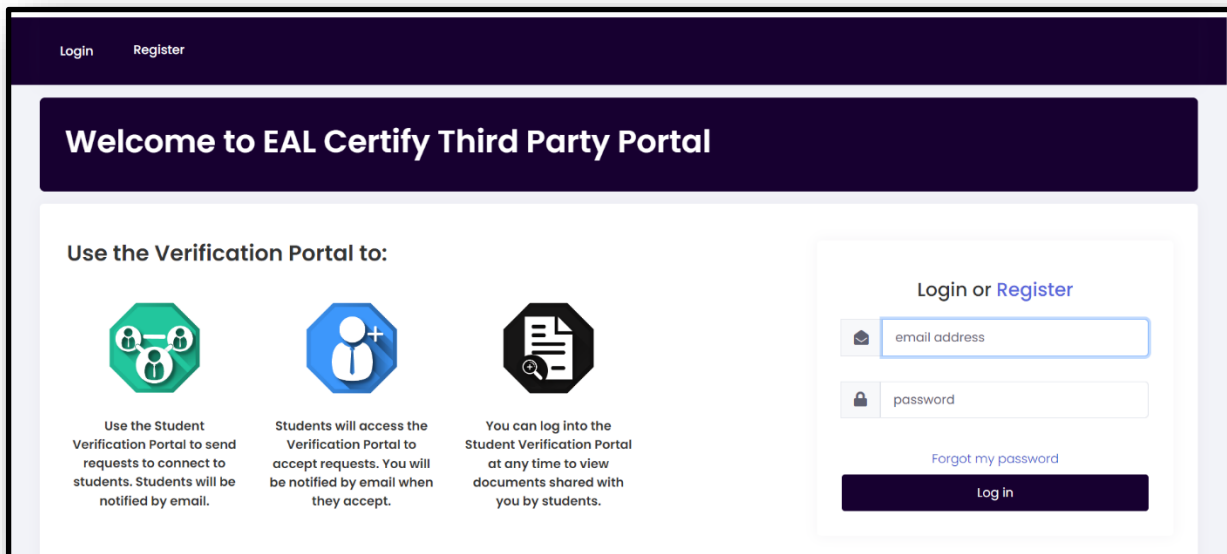 Login Register
Welcome to EAL Certify Third Party Portal
Use the Verification Portal to:
Use the Student
Verification Portal to send
requests to connect to
students. Students will be
notified by email.
Students will access the
Verification Portal to
accept requests. You will
be notified by email when
they accept.
You can log into the
Student Verification Portal
at any time to view
documents shared with
you by students.
Login or Register
email address
password
Forgot my password
Log in